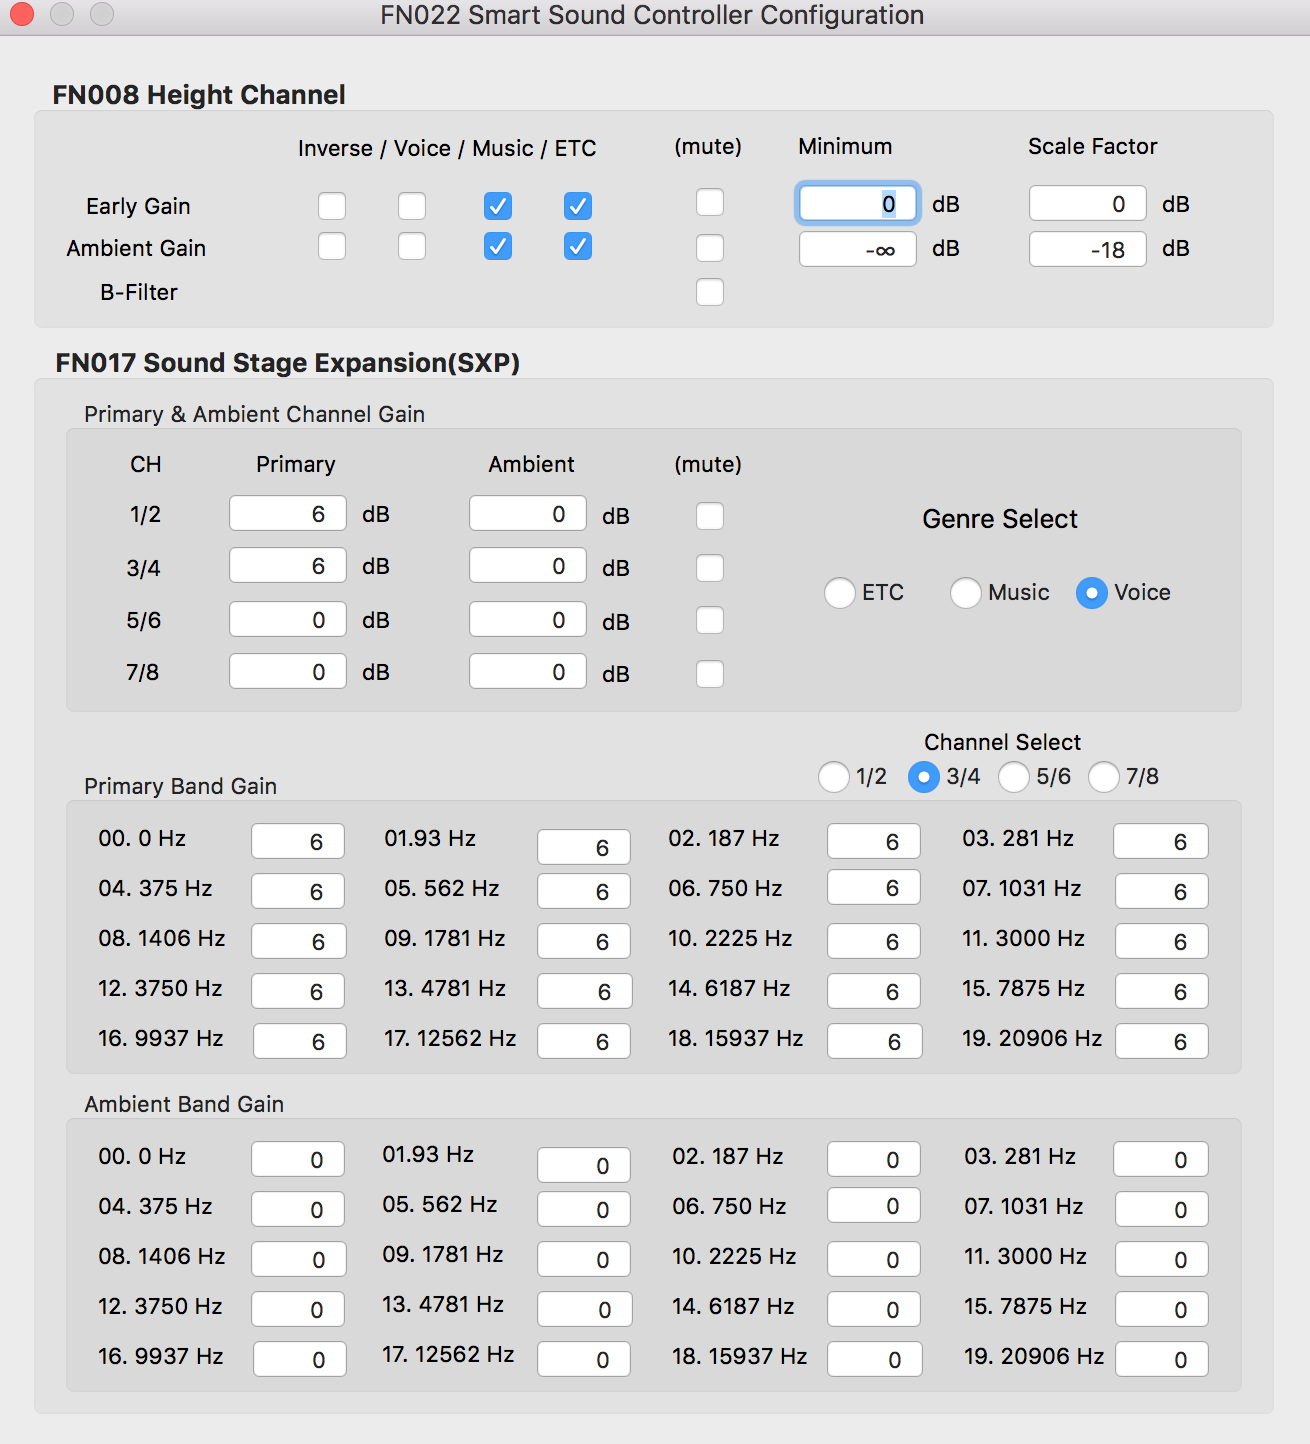 FN022 Smart Sound Controller Configuration
FN008 Height Channel
Inverse / Voice / Music / ETC (mute) Minimum Scale Factor
Early Gain 0 dB 0 dB
Ambient Gain -∞ dB -18 dB
B-Filter
FN017 Sound Stage Expansion(SXP)
Primary & Ambient Channel Gain
CH Primary Ambient (mute)
1/2 6 dB 0 dB
Genre Select
3/4 6 dB 0 dB
ETC Music Voice
5/6 0 dB 0 dB
7/8 0 dB 0 dB
Channel Select
1/2 3/4 5/6 7/8
Primary Band Gain
00. 0 Hz 6 01.93 Hz 6 02. 187 Hz 6 03. 281 Hz 6
04. 375 Hz 6 05. 562 Hz 6 06. 750 Hz 6 07. 1031 Hz 6
08. 1406 Hz 6 09. 1781 Hz 6 10. 2225 Hz 6 11. 3000 Hz 6
12. 3750 Hz 6 13. 4781 Hz 6 14. 6187 Hz 6 15. 7875 Hz 6
16. 9937 Hz 6 17. 12562 Hz 6 18. 15937 Hz 6 19. 20906 Hz 6
Ambient Band Gain
00. 0 Hz 0 01.93 Hz 0 02. 187 Hz 0 03. 281 Hz 0
04. 375 Hz 0 05. 562 Hz 0 06. 750 Hz 0 07. 1031 Hz 0
08. 1406 Hz 0 09. 1781 Hz 0 10. 2225 Hz 0 11. 3000 Hz 0
12. 3750 Hz 0 13. 4781 Hz 0 14. 6187 Hz 0 15. 7875 Hz 0
16. 9937 Hz 0 17. 12562 Hz 0 18. 15937 Hz 0 19. 20906 Hz 0